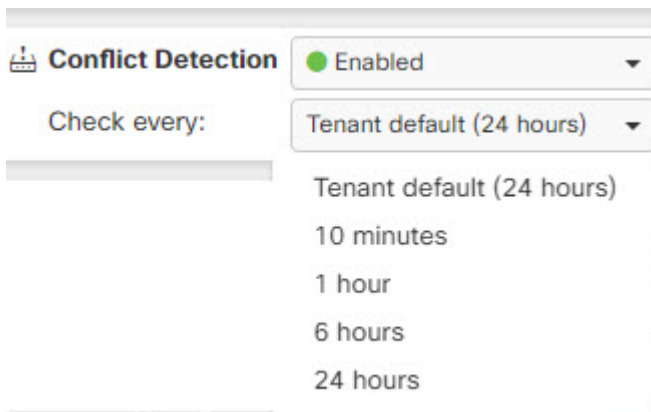 Conflict Detection Enabled
Check every: Tenant default (24 hours)
Tenant default (24 hours)
10 minutes
1 hour
6 hours
24 hours